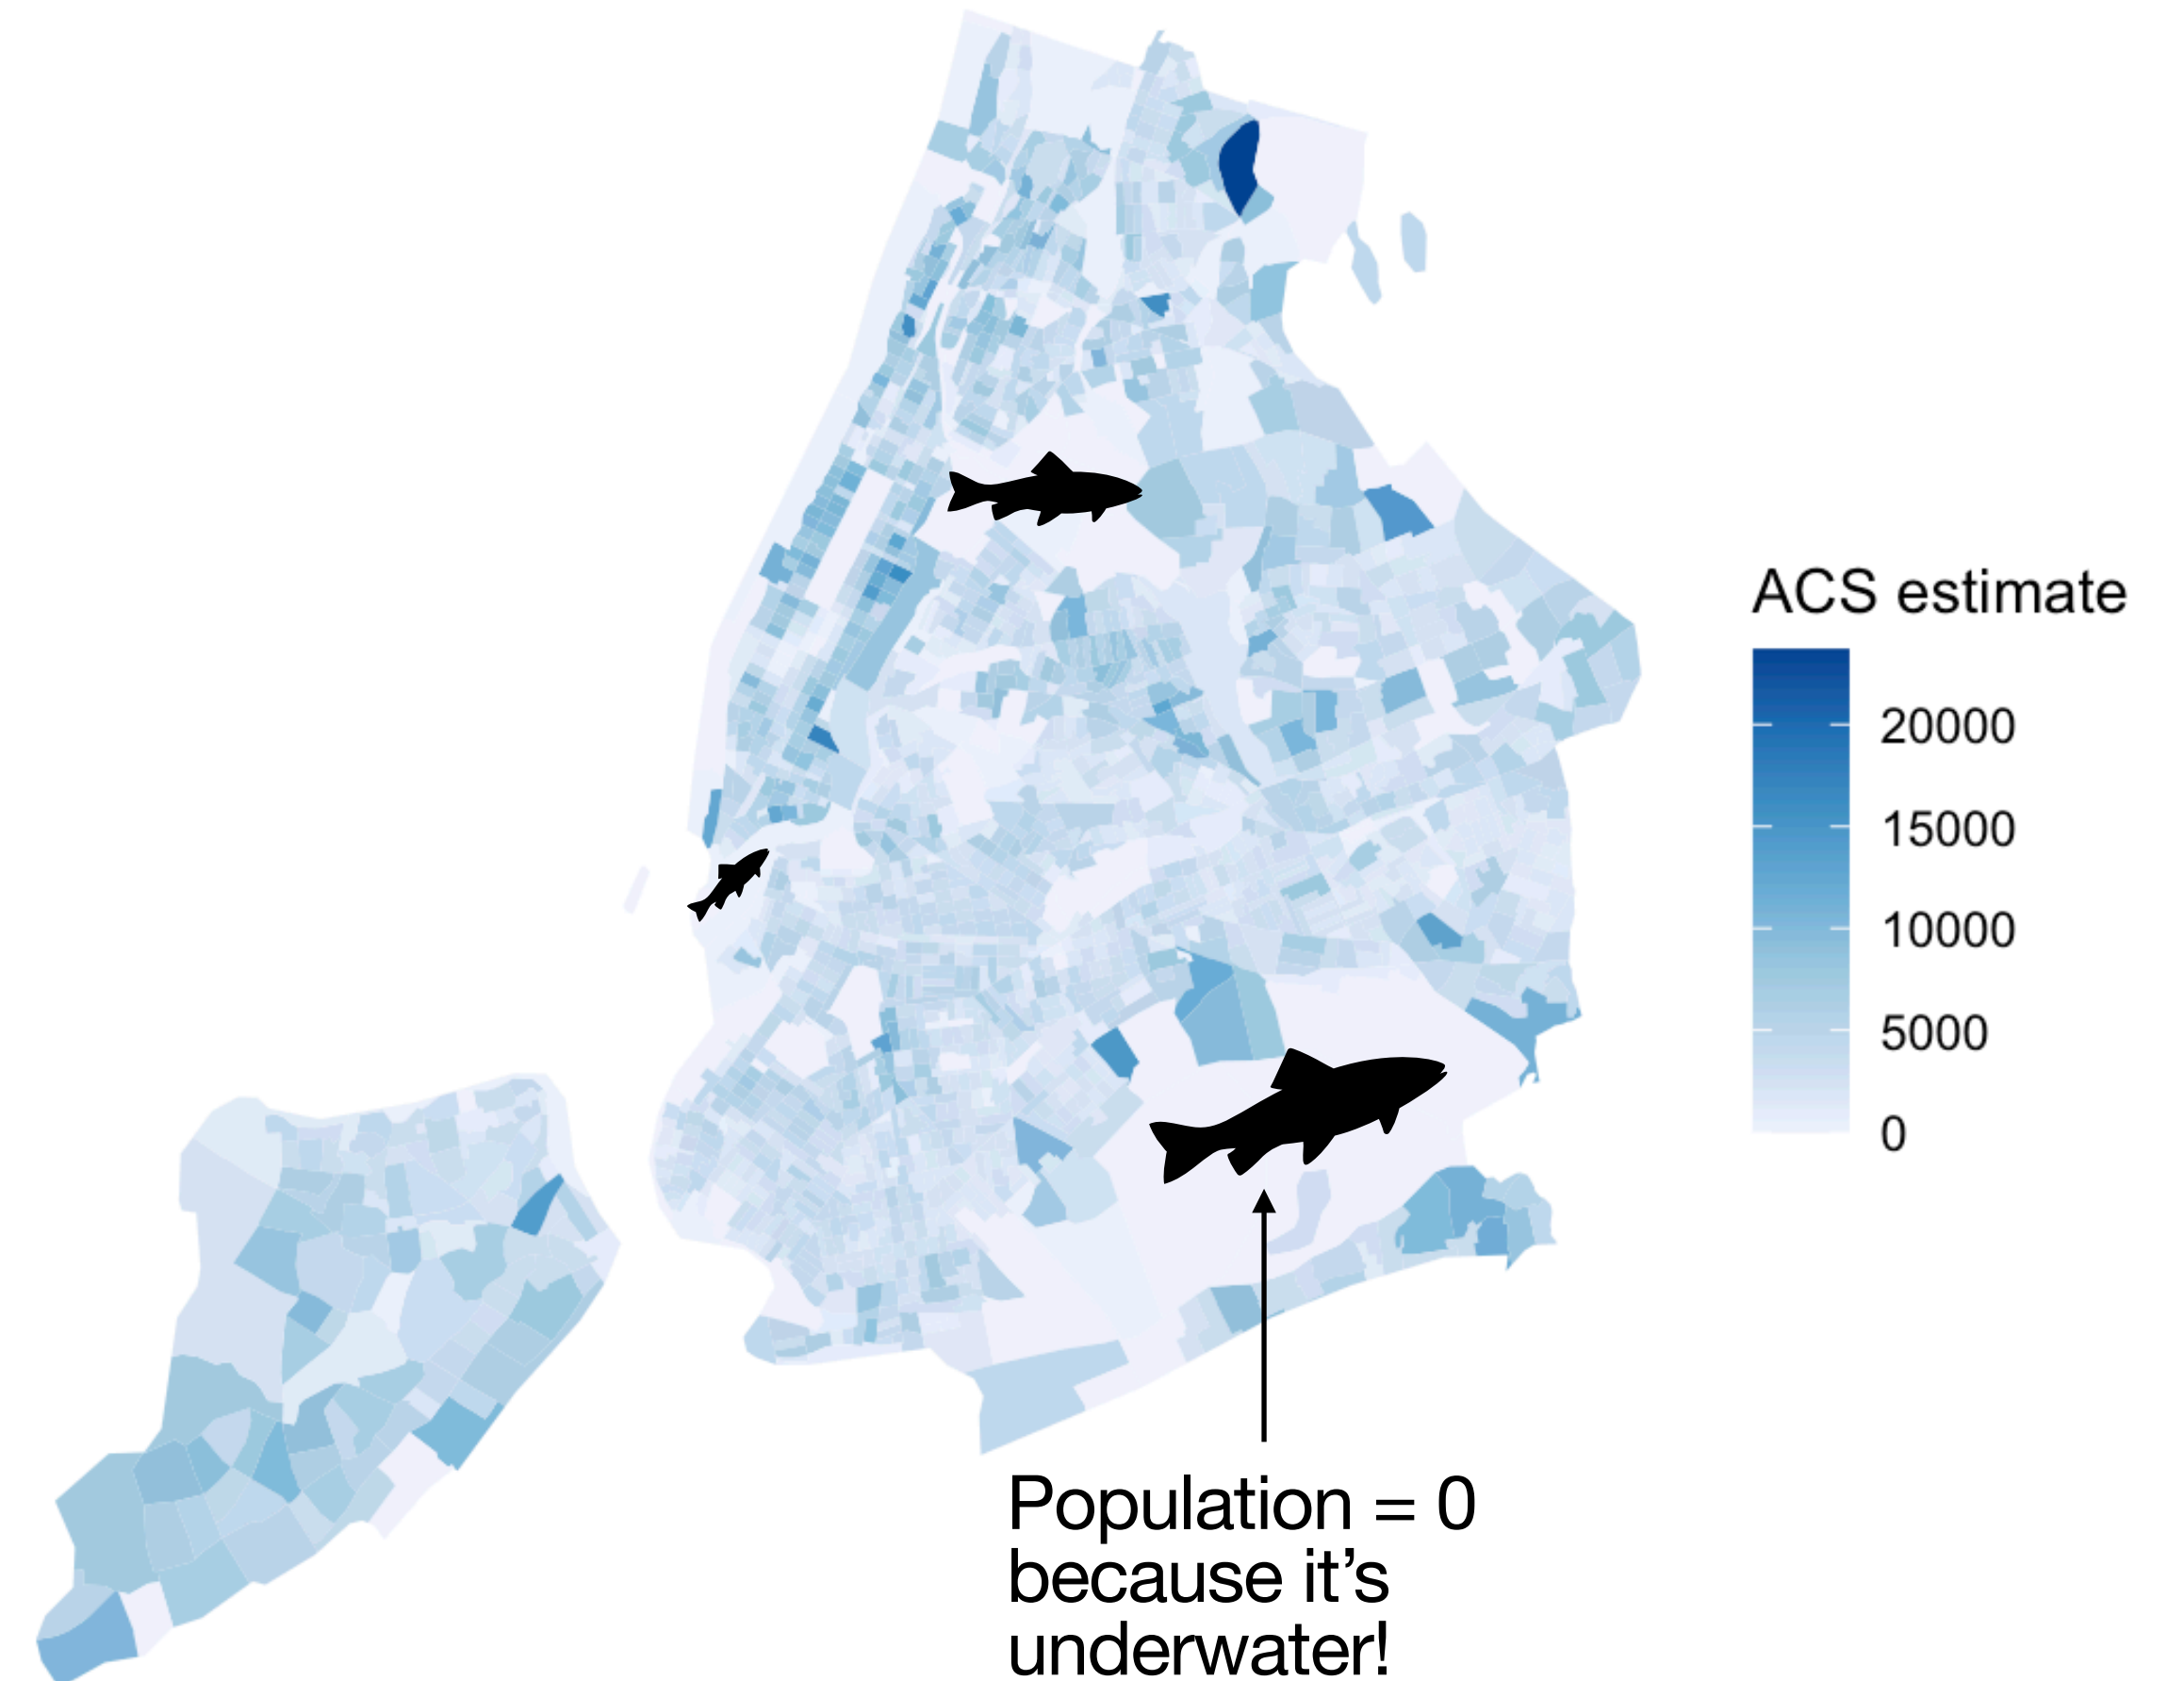 ACS estimate
20000
15000
10000
5000
0
Population = 0
because it’s
underwater!